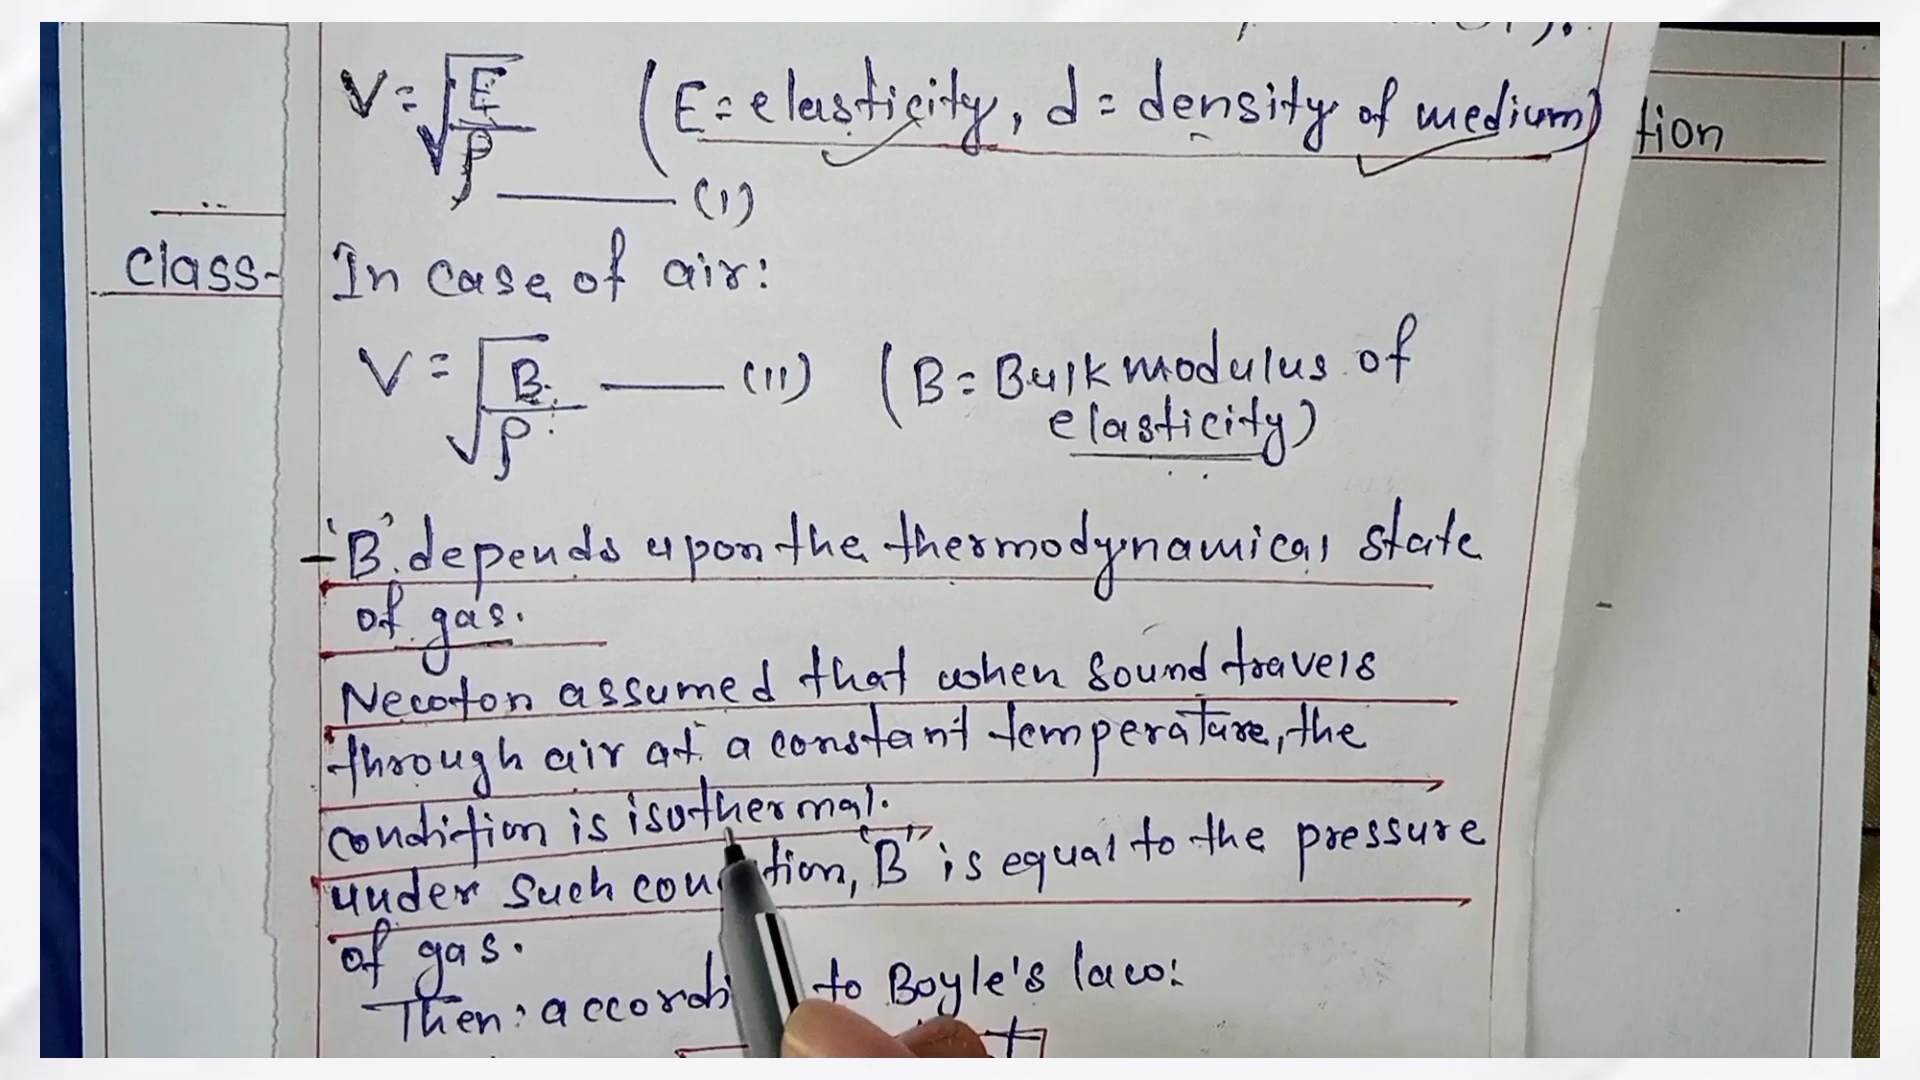 V = √E/ρ (E = elasticity, d = density of medium)
——— (I)
tion
class-
In case of air:
V = √B/ρ —— (II) (B = Bulk modulus of
elasticity)
- 'B' depends upon the thermodynamical state
of gas.
Newton assumed that when sound travels
through air at a constant temperature, the
condition is isothermal.
under such condition, "B" is equal to the pressure
of gas.
Then: accordi to Boyle's law: